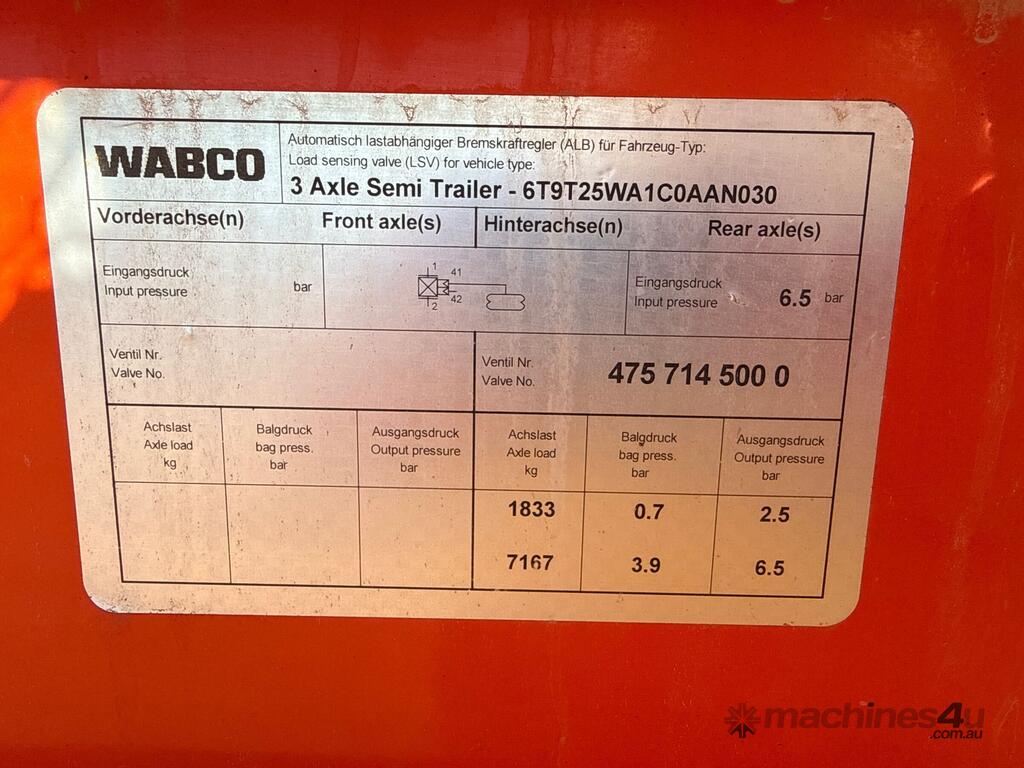 WABCO
Automatisch lastabhängiger Bremskraftregler (ALB) für Fahrzeug-Typ:
Load sensing valve (LSV) for vehicle type:
3 Axle Semi Trailer - 6T9T25WA1C0AAN030
Vorderachse(n) Front axle(s) Hinterachse(n) Rear axle(s)
Eingangsdruck
Input pressure bar
1
41
42
2
Eingangsdruck
Input pressure 6.5 bar
Ventil Nr.
Valve No.
Ventil Nr.
Valve No. 475 714 500 0
Achslast
Axle load
kg
Balgdruck
bag press.
bar
Ausgangsdruck
Output pressure
bar
Achslast
Axle load
kg
Balgdruck
bag press.
bar
Ausgangsdruck
Output pressure
bar
1833 0.7 2.5
7167 3.9 6.5
machines4u
.com.au